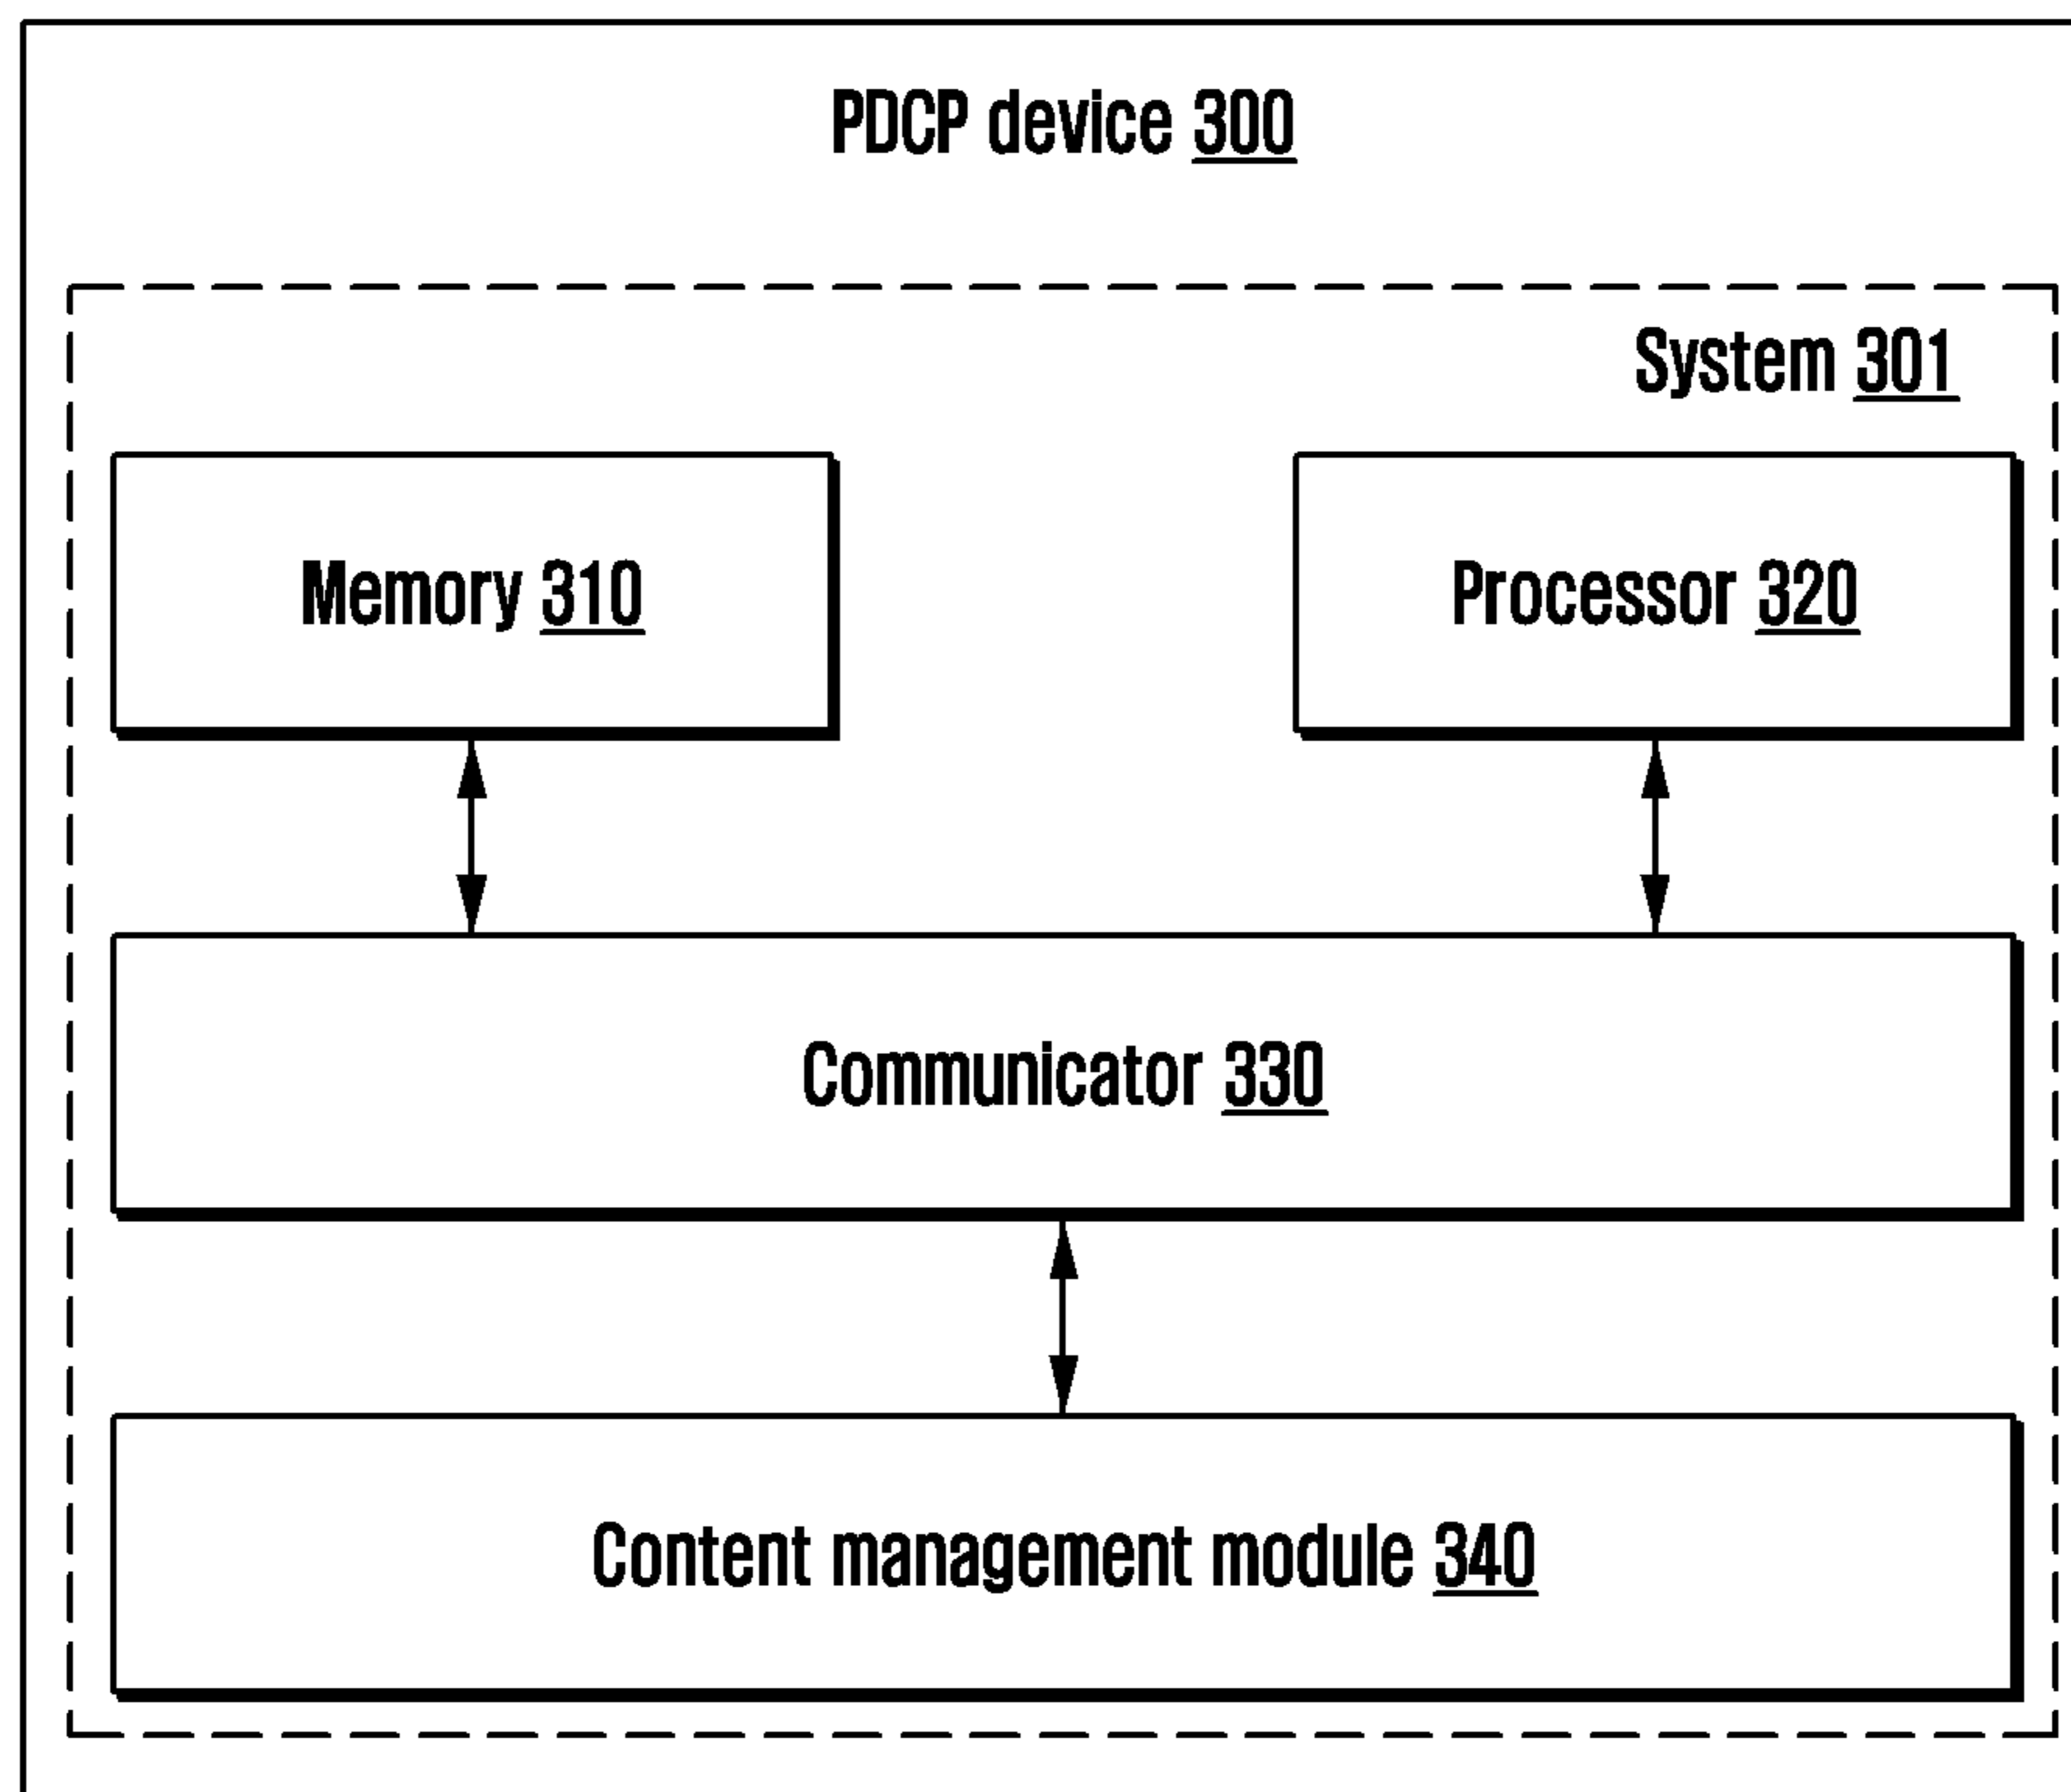 PDCP device 300
System 301
Memory 310
Processor 320
Communicator 330
Content management module 340